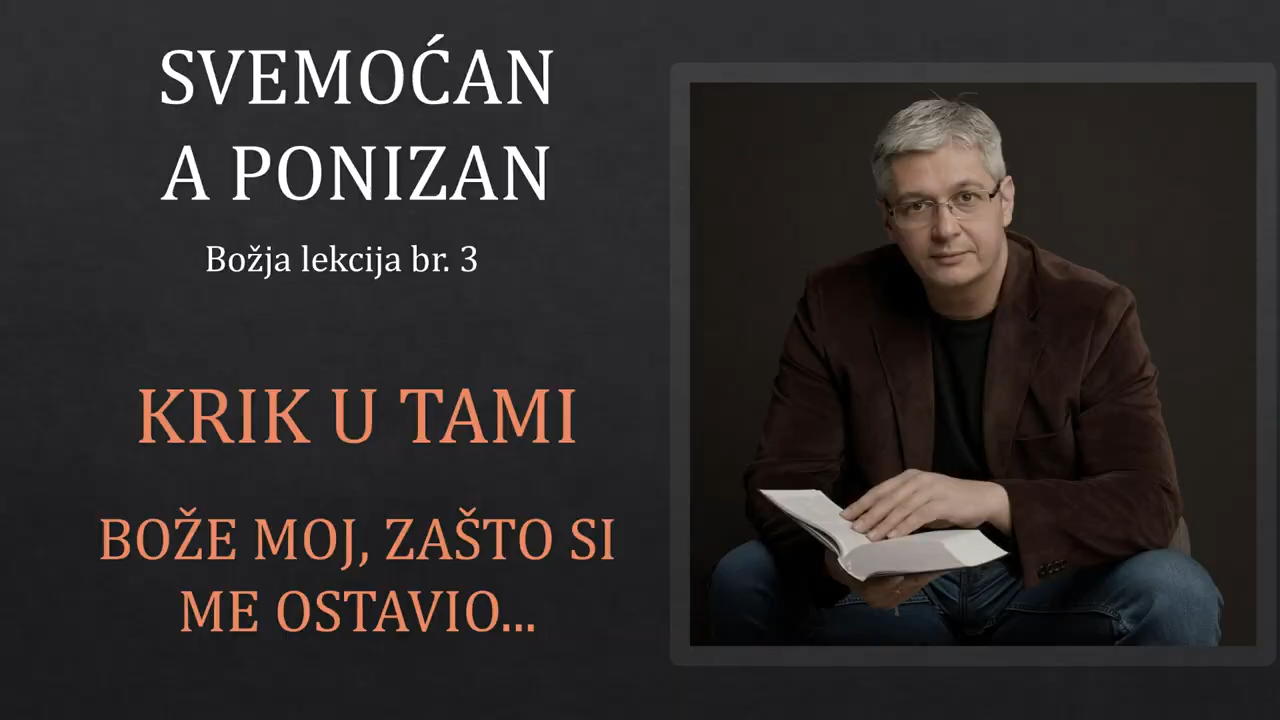 SVEMOĆAN
A PONIZAN
Božja lekcija br. 3
KRIK U TAMI
BOŽE MOJ, ZAŠTO SI
ME OSTAVIO...